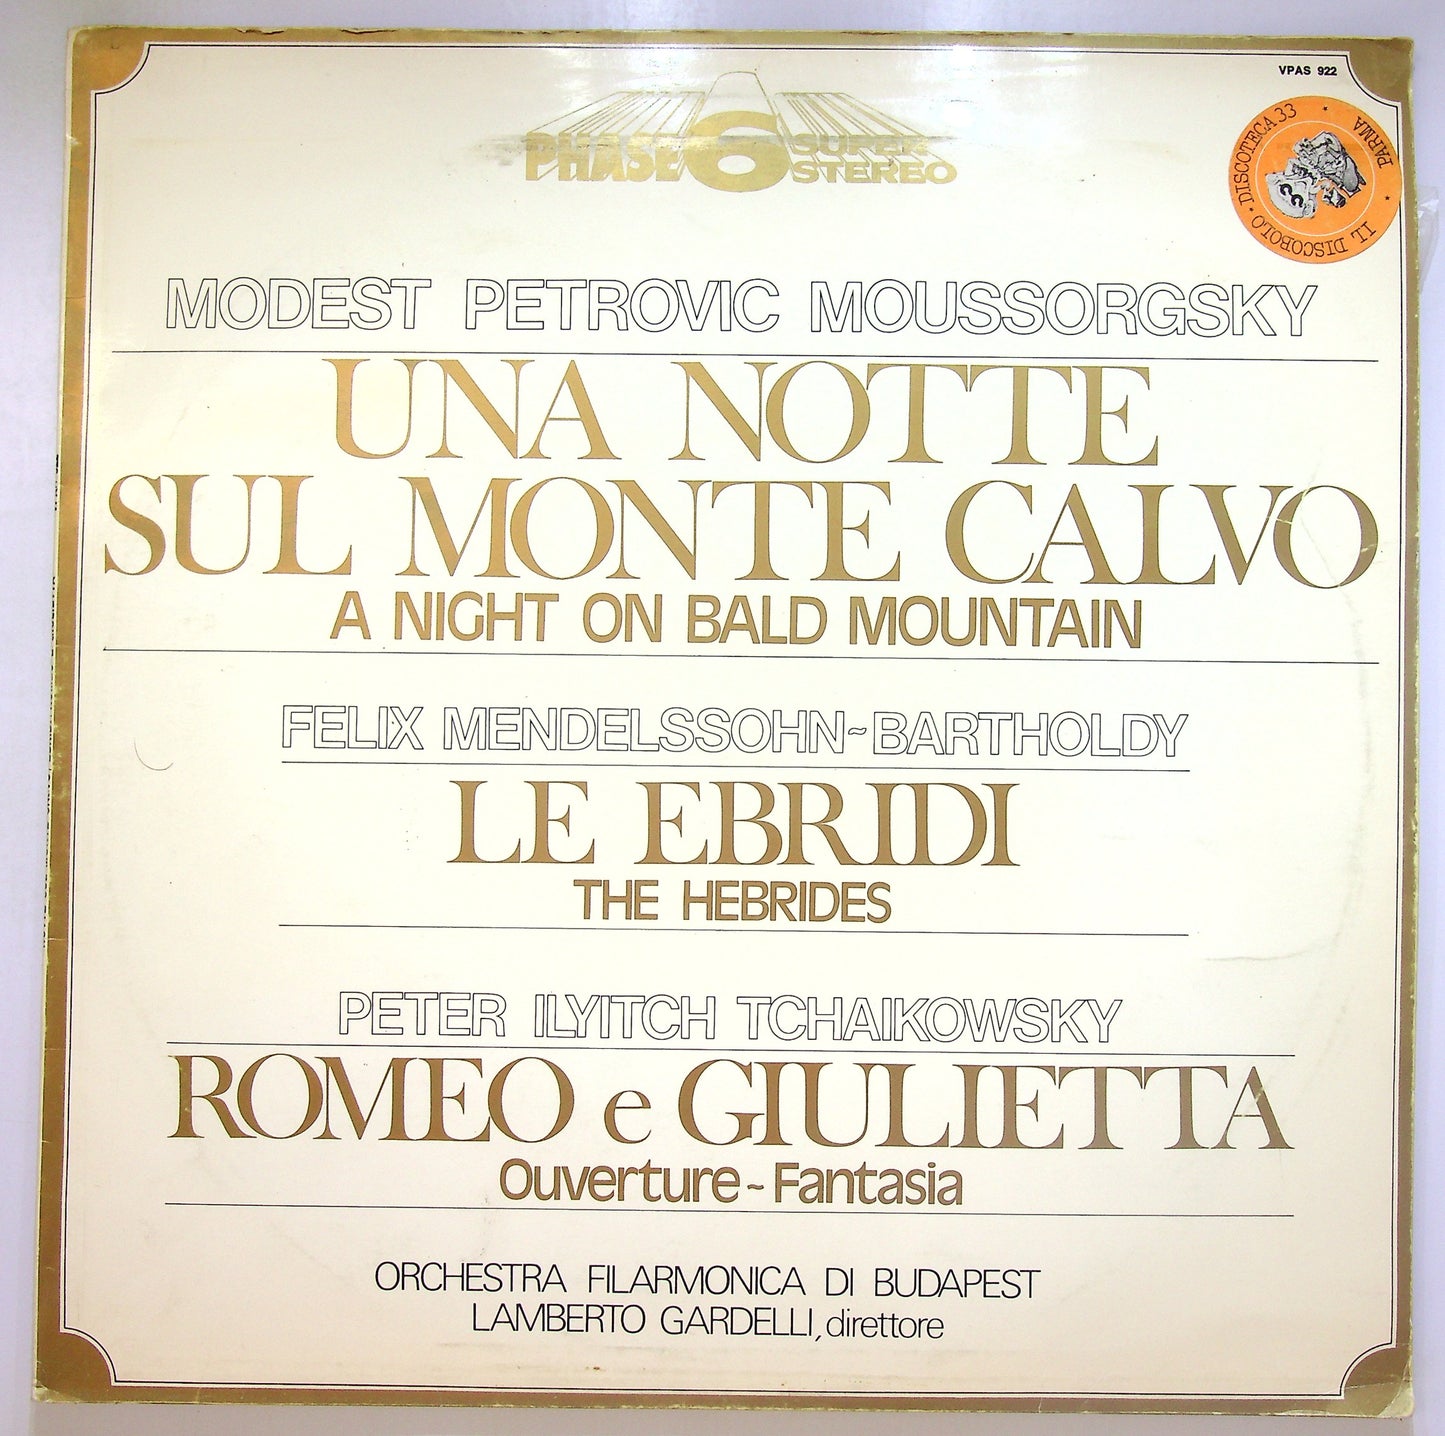 VPAS 922
PHASE 6 SUPER STEREO
IL DISCOBOLO · DISCOTECA 33 · PARMA
MODEST PETROVIC MOUSSORGSKY
UNA NOTTE
SUL MONTE CALVO
A NIGHT ON BALD MOUNTAIN
FELIX MENDELSSOHN~BARTHOLDY
LE EBRIDI
THE HEBRIDES
PETER ILYITCH TCHAIKOWSKY
ROMEO e GIULIETTA
Ouverture ~ Fantasia
ORCHESTRA FILARMONICA DI BUDAPEST
LAMBERTO GARDELLI, direttore